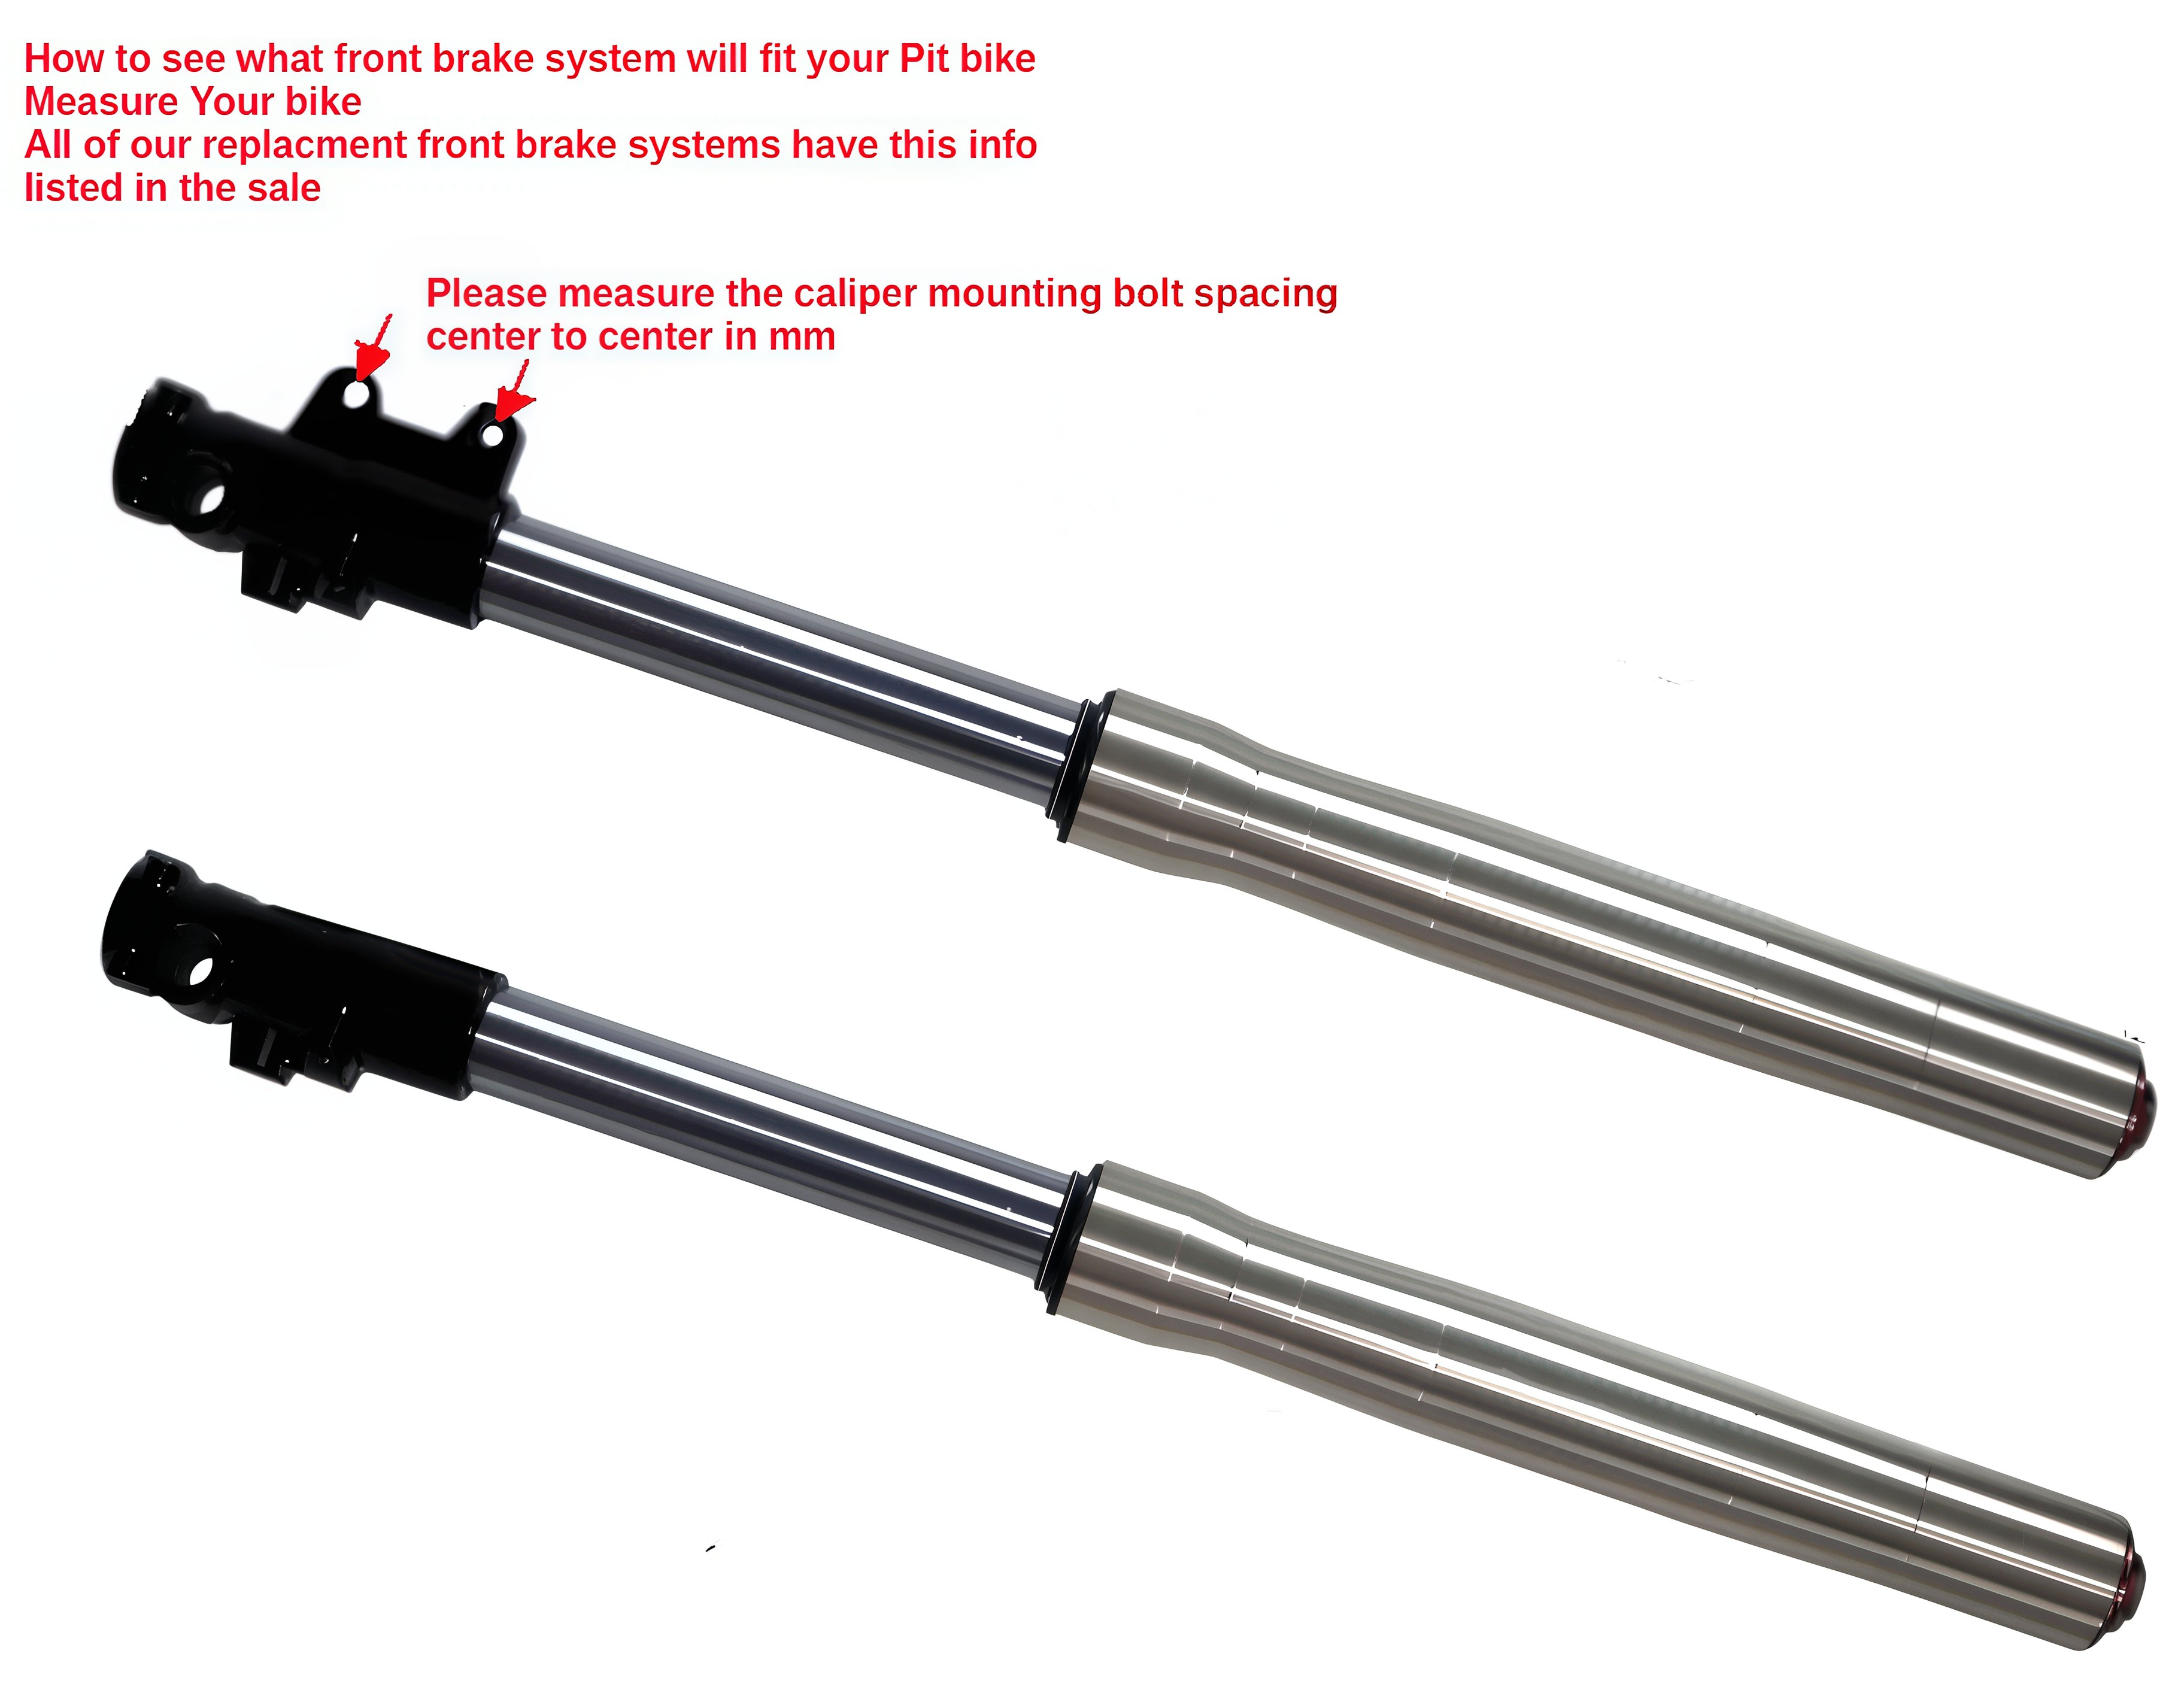 How to see what front brake system will fit your Pit bike
Measure Your bike
All of our replacment front brake systems have this info
listed in the sale
Please measure the caliper mounting bolt spacing
center to center in mm